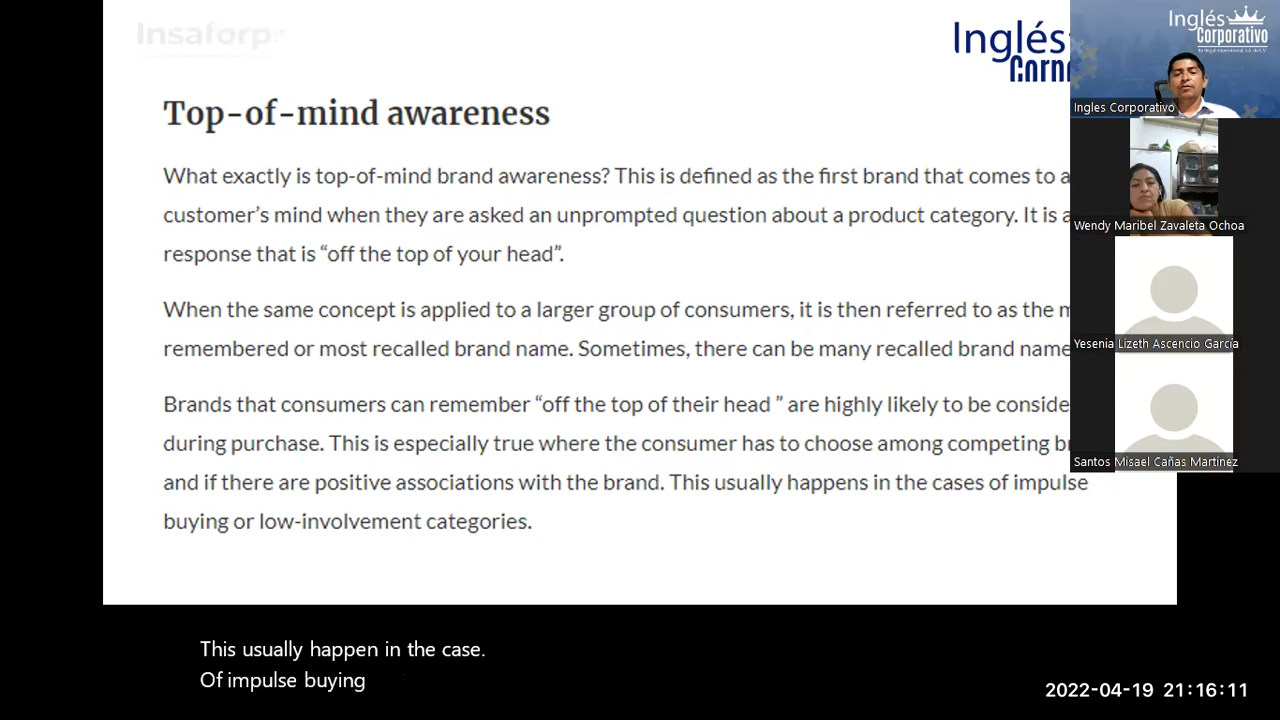 Insaforp
Inglés
Corpo
Top-of-mind awareness
What exactly is top-of-mind brand awareness? This is defined as the first brand that comes to a
customer's mind when they are asked an unprompted question about a product category. It is a
response that is “off the top of your head”.
When the same concept is applied to a larger group of consumers, it is then referred to as the m
remembered or most recalled brand name. Sometimes, there can be many recalled brand name
Brands that consumers can remember “off the top of their head ” are highly likely to be conside
during purchase. This is especially true where the consumer has to choose among competing br
and if there are positive associations with the brand. This usually happens in the cases of impulse
buying or low-involvement categories.
Inglés
Corporativo
Ingles Corporativo
Wendy Maribel Zavaleta Ochoa
Yesenia Lizeth Ascencio García
Santos Misael Cañas Martinez
This usually happen in the case.
Of impulse buying
2022-04-19 21:16:11